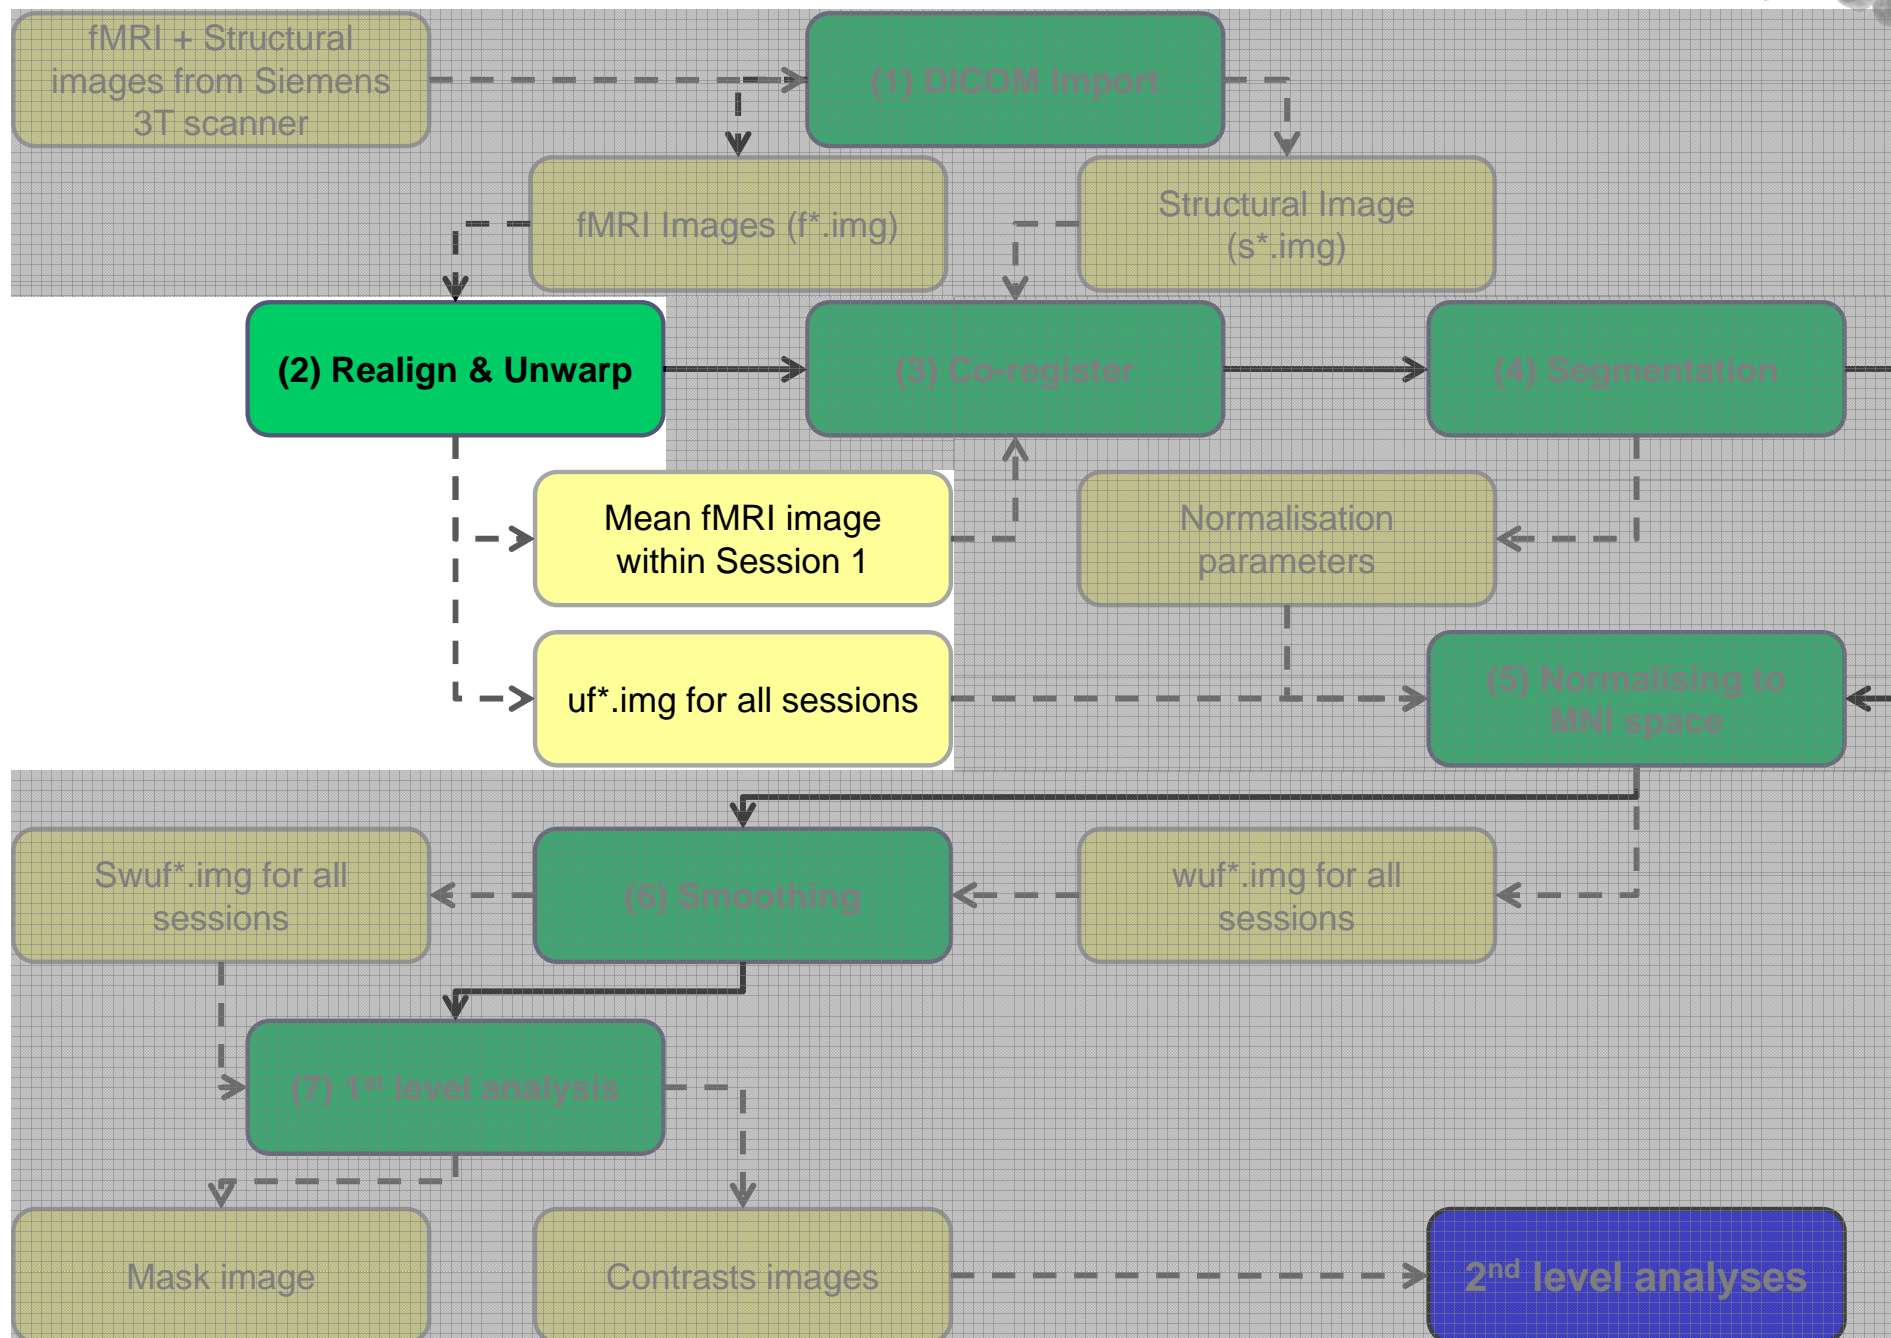 fMRI + Structural
images from Siemens
3T scanner
(1) DICOM Import
fMRI Images (f*.img)
Structural Image
(s*.img)
(2) Realign & Unwarp
(3) Co-register
(4) Segmentation
Mean fMRI image
within Session 1
Normalisation
parameters
uf*.img for all sessions
(5) Normalising to
MNI space
Swuf*.img for all
sessions
(6) Smoothing
wuf*.img for all
sessions
(7) 1st level analysis
Mask image
Contrasts images
2nd level analyses